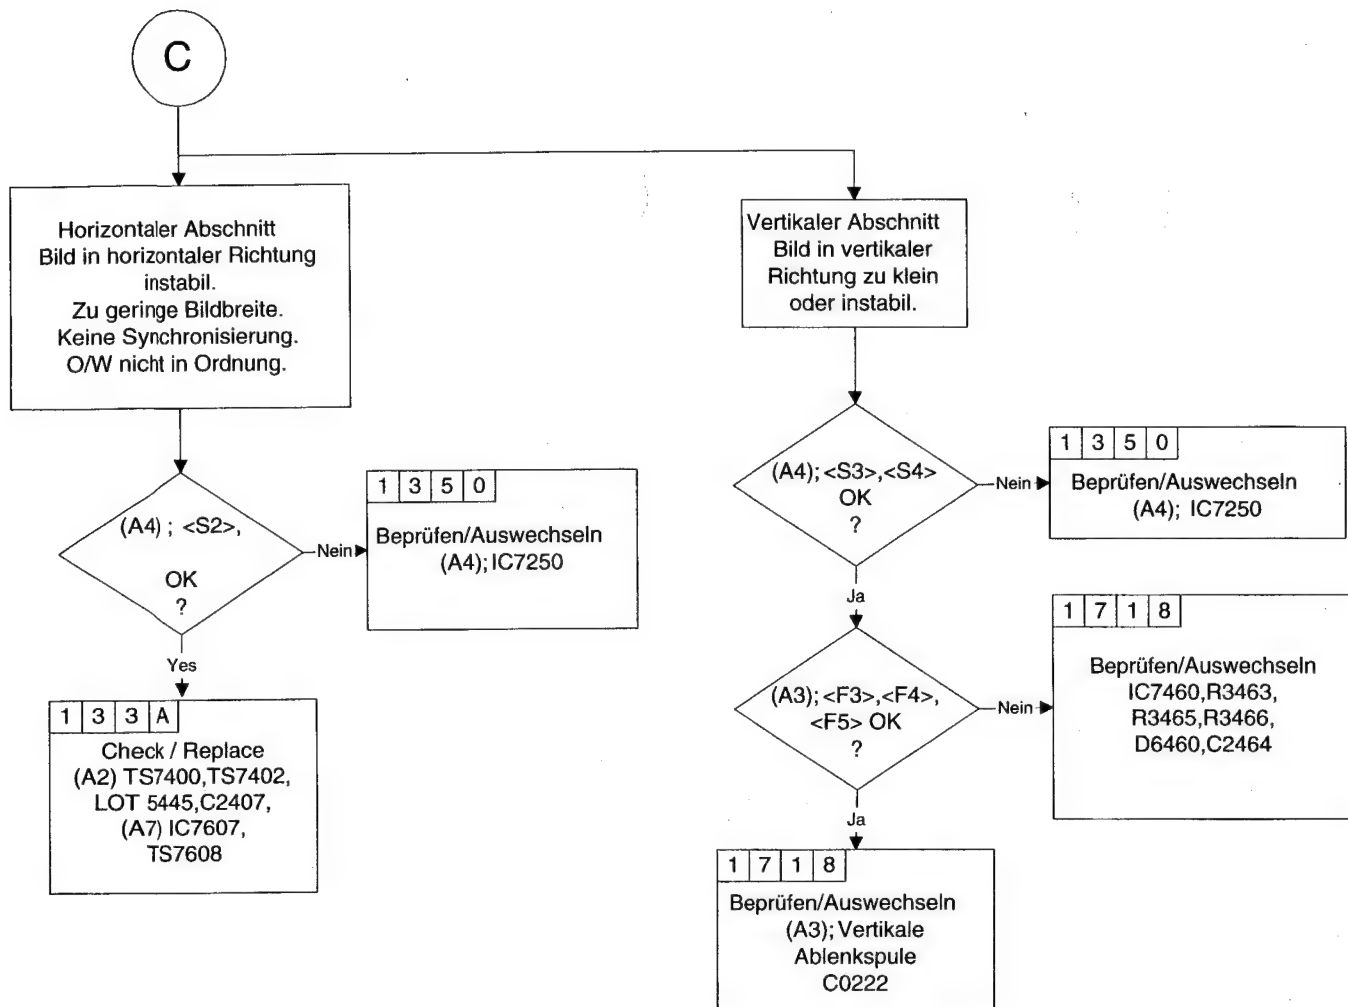 C
Horizontaler Abschnitt
Bild in horizontaler Richtung
instabil.
Zu geringe Bildbreite.
Keine Synchronisierung.
O/W nicht in Ordnung.
(A4) ; <S2>,
OK
?
Nein
1 3 5 0
Beprüfen/Auswechseln
(A4); IC7250
Yes
1 3 3 A
Check / Replace
(A2) TS7400,TS7402,
LOT 5445,C2407,
(A7) IC7607,
TS7608
Vertikaler Abschnitt
Bild in vertikaler
Richtung zu klein
oder instabil.
(A4); <S3>,<S4>
OK
?
Nein
1 3 5 0
Beprüfen/Auswechseln
(A4); IC7250
Ja
(A3); <F3>,<F4>,
<F5> OK
?
Nein
1 7 1 8
Beprüfen/Auswechseln
IC7460,R3463,
R3465,R3466,
D6460,C2464
Ja
1 7 1 8
Beprüfen/Auswechseln
(A3); Vertikale
Ablenkspule
C0222